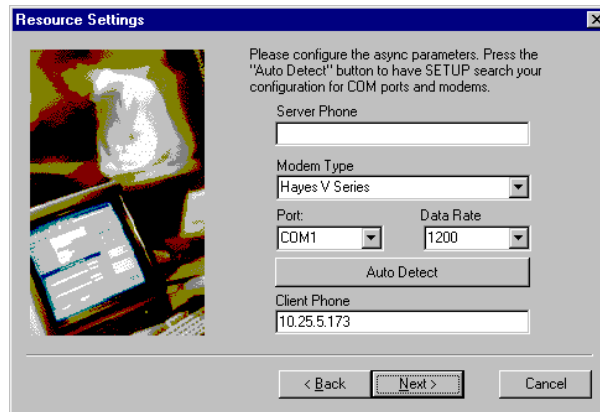 Resource Settings
Please configure the async parameters. Press the
"Auto Detect" button to have SETUP search your
configuration for COM ports and modems.
Server Phone
Modem Type
Hayes V Series
Port: Data Rate
COM1 1200
Auto Detect
Client Phone
10.25.5.173
< Back Next > Cancel